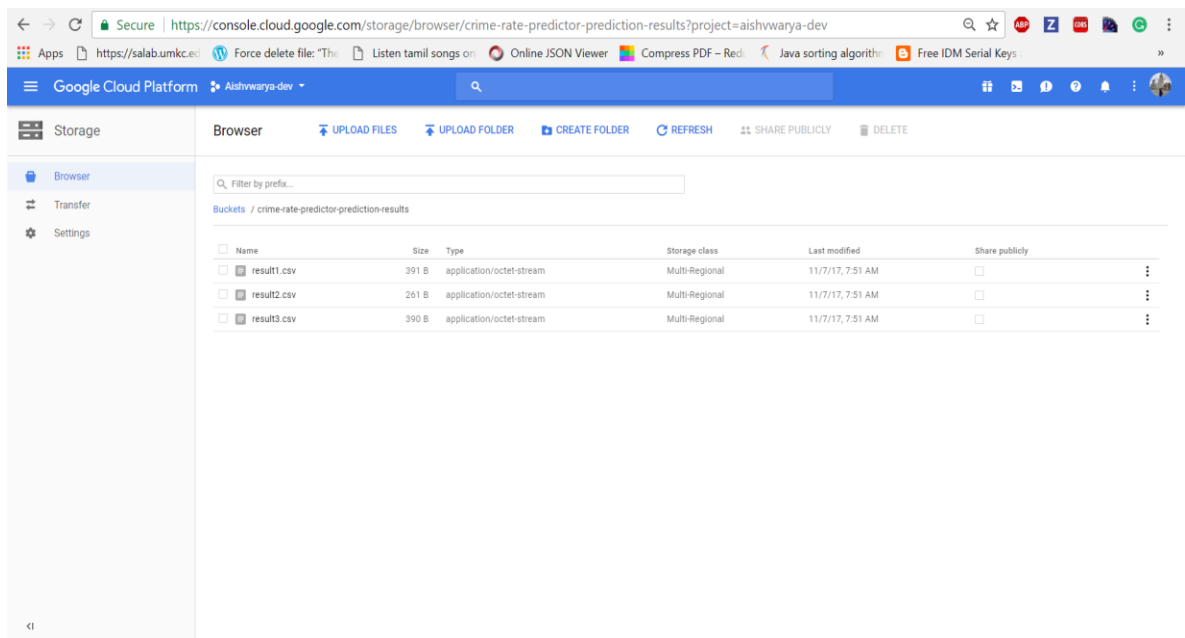 Secure https://console.cloud.google.com/storage/browser/crime-rate-predictor-prediction-results?project=aishvwarya-dev ABP Z CORS G
Apps https://salab.umkc.ed Force delete file: "The Listen tamil songs on Online JSON Viewer Compress PDF – Redu Java sorting algorithm Free IDM Serial Keys »
Google Cloud Platform Aishvwarya-dev
Storage Browser UPLOAD FILES UPLOAD FOLDER CREATE FOLDER REFRESH SHARE PUBLICLY DELETE
Browser
Filter by prefix...
Transfer
Buckets / crime-rate-predictor-prediction-results
Settings
Name Size Type Storage class Last modified Share publicly
result1.csv 391 B application/octet-stream Multi-Regional 11/7/17, 7:51 AM
result2.csv 261 B application/octet-stream Multi-Regional 11/7/17, 7:51 AM
result3.csv 390 B application/octet-stream Multi-Regional 11/7/17, 7:51 AM